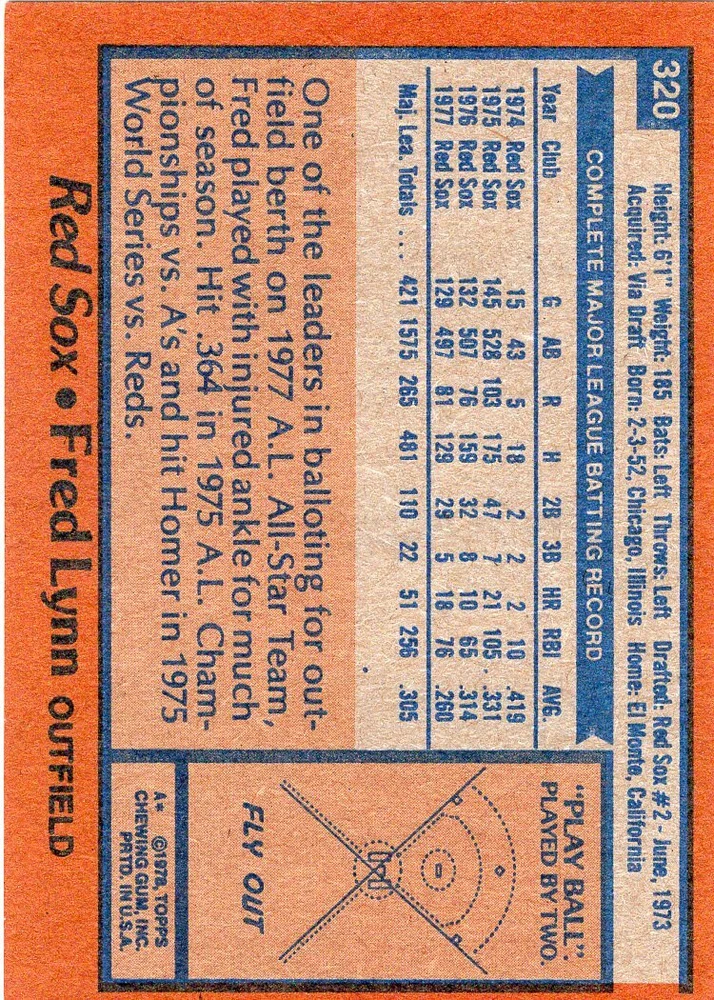 320
Height: 6'1" Weight: 185 Bats: Left Throws: Left Drafted: Red Sox #2 - June, 1973
Acquired: Via Draft Born: 2-3-52, Chicago, Illinois Home: El Monte, California
COMPLETE MAJOR LEAGUE BATTING RECORD
Year Club G AB R H 2B 3B HR RBI AVG.
1974 Red Sox 15 43 5 18 2 2 2 10 .419
1975 Red Sox 145 528 103 175 47 7 21 105 .331
1976 Red Sox 132 507 76 159 32 8 10 65 .314
1977 Red Sox 129 497 81 129 29 5 18 76 .260
Maj. Lea. Totals ... 421 1575 265 481 110 22 51 256 .305
One of the leaders in balloting for out-
field berth on 1977 A.L. All-Star Team,
Fred played with injured ankle for much
of season. Hit .364 in 1975 A.L. Cham-
pionships vs. A's and hit Homer in 1975
World Series vs. Reds.
"PLAY BALL".
PLAYED BY TWO.
FLY OUT
A* ©1978, TOPPS
CHEWING GUM, INC.
PRTD. IN U.S.A.
Red Sox • Fred Lynn OUTFIELD